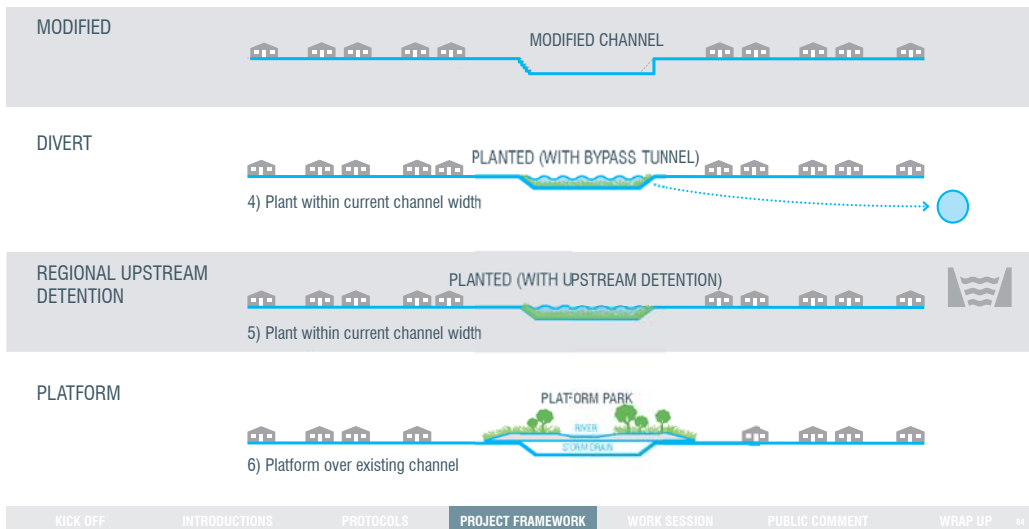 MODIFIED
MODIFIED CHANNEL
DIVERT
PLANTED (WITH BYPASS TUNNEL)
4) Plant within current channel width
REGIONAL UPSTREAM
DETENTION
PLANTED (WITH UPSTREAM DETENTION)
5) Plant within current channel width
PLATFORM
PLATFORM PARK
RIVER
STORM DRAIN
6) Platform over existing channel
KICK OFF INTRODUCTIONS PROTOCOLS PROJECT FRAMEWORK WORK SESSION PUBLIC COMMENT WRAP UP